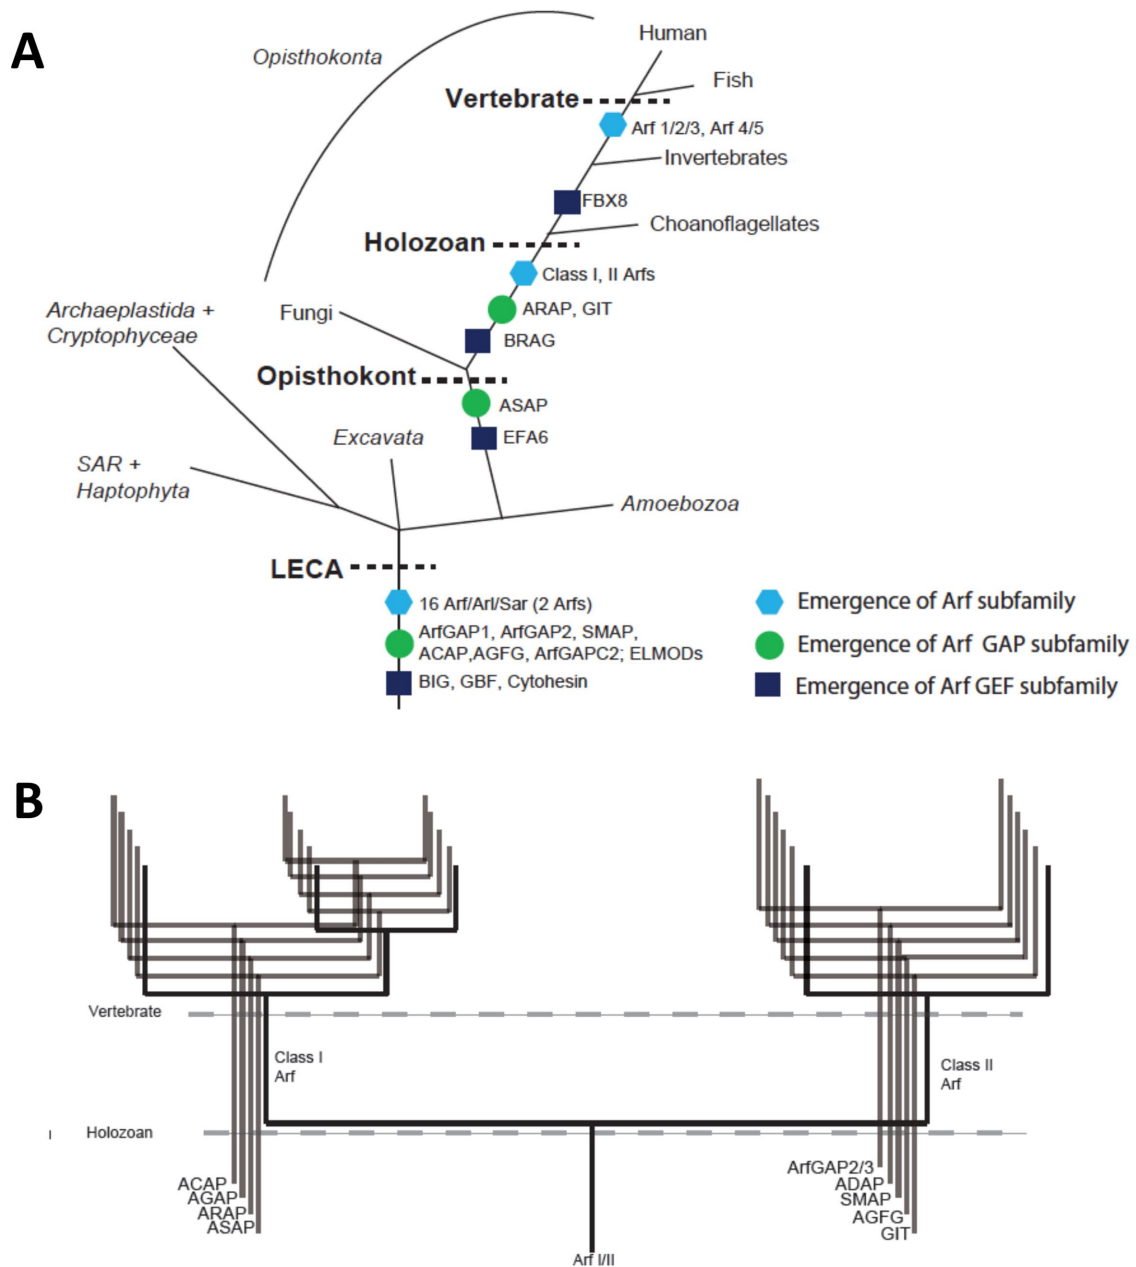 A
Opisthokonta
Human
Fish
Vertebrate
Arf 1/2/3, Arf 4/5
Invertebrates
FBX8
Choanoflagellates
Holozoan
Class I, II Arfs
Archaeplastida +
Cryptophyceae
Fungi
ARAP, GIT
BRAG
Opisthokont
ASAP
Excavata
EFA6
SAR +
Haptophyta
Amoebozoa
LECA
16 Arf/Arl/Sar (2 Arfs)
ArfGAP1, ArfGAP2, SMAP,
ACAP,AGFG, ArfGAPC2; ELMODs
BIG, GBF, Cytohesin
Emergence of Arf subfamily
Emergence of Arf GAP subfamily
Emergence of Arf GEF subfamily
B
Vertebrate
Class I
Arf
Class II
Arf
I
Holozoan
ACAP
AGAP
ARAP
ASAP
ArfGAP2/3
ADAP
SMAP
AGFG
GIT
Arf I/II